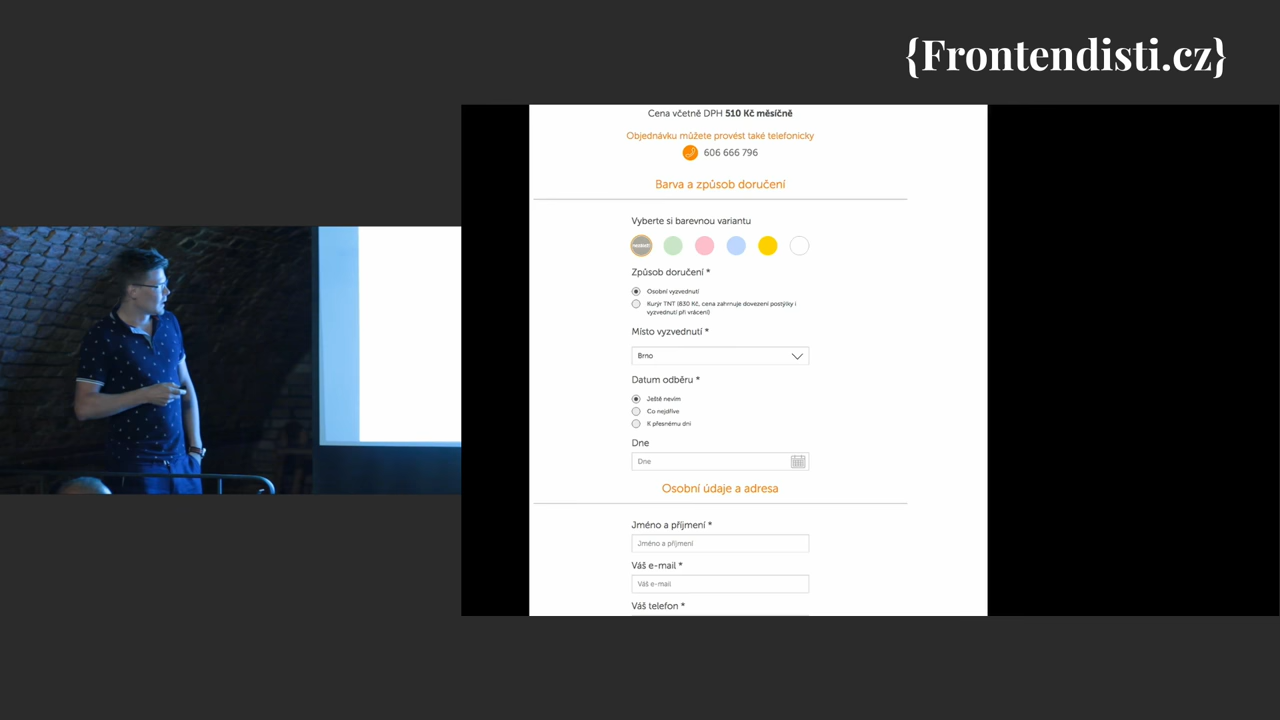 {Frontendisti.cz}
Cena včetně DPH 510 Kč měsíčně
Objednávku můžete provést také telefonicky
606 666 796
Barva a způsob doručení
Vyberte si barevnou variantu
Způsob doručení *
Osobní vyzvednutí
Kurýr TNT (630 Kč, cena zahrnuje dovezení postýlky i
vyzvednutí při vrácení)
Místo vyzvednutí *
Brno
Datum odběru *
Ještě nevím
Co nejdříve
K přesnému dni
Dne
Dne
Osobní údaje a adresa
Jméno a příjmení *
Jméno a příjmení
Váš e-mail *
Váš e-mail
Váš telefon *